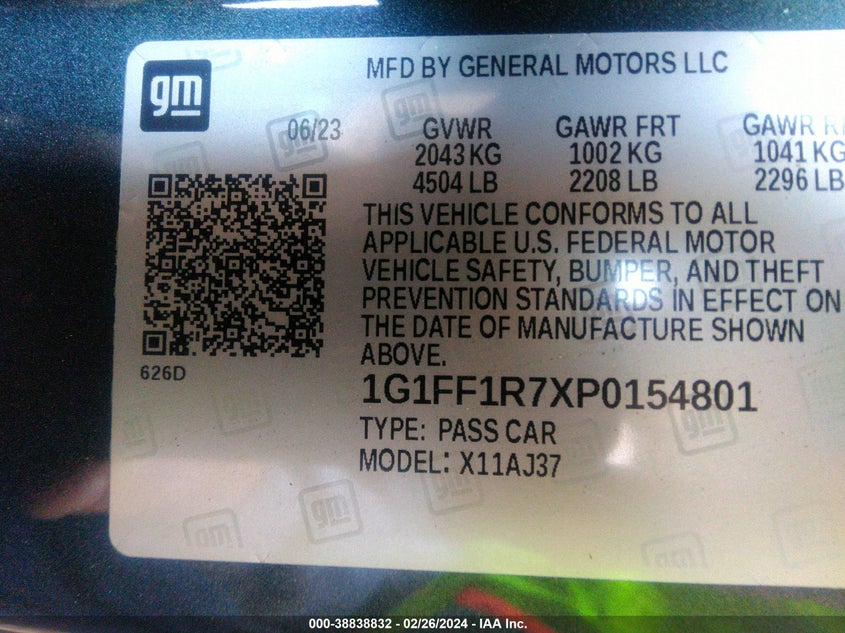 gm
MFD BY GENERAL MOTORS LLC
06/23
GVWR GAWR FRT GAWR
2043 KG 1002 KG 1041 KG
4504 LB 2208 LB 2296 LB
THIS VEHICLE CONFORMS TO ALL
APPLICABLE U.S. FEDERAL MOTOR
VEHICLE SAFETY, BUMPER, AND THEFT
PREVENTION STANDARDS IN EFFECT ON
THE DATE OF MANUFACTURE SHOWN
ABOVE.
626D
1G1FF1R7XP0154801
TYPE: PASS CAR
MODEL: X11AJ37
000-38838832 - 02/26/2024 - IAA Inc.